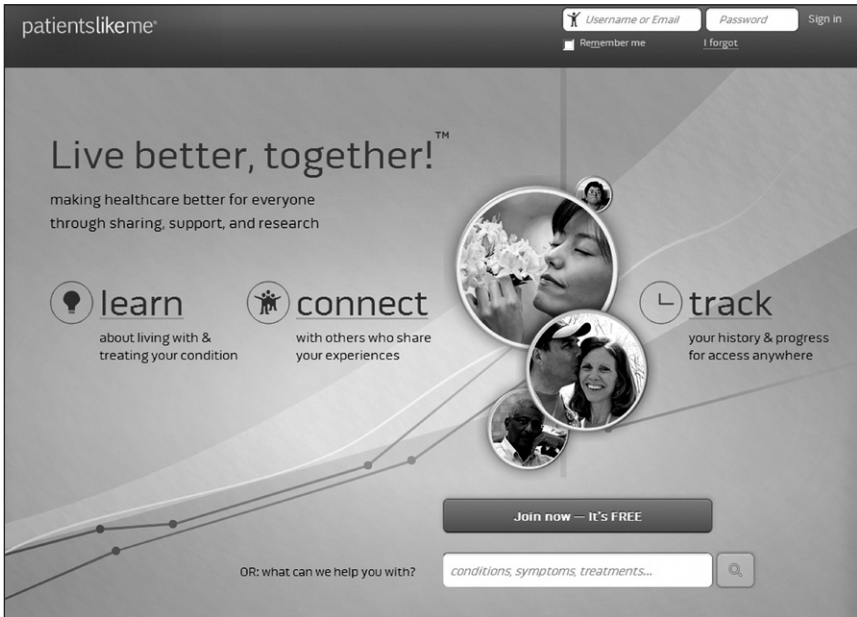 patientslikeme®
Username or Email
Password
Sign in
Remember me
I forgot
Live better, together!™
making healthcare better for everyone
through sharing, support, and research
learn
about living with &
treating your condition
connect
with others who share
your experiences
track
your history & progress
for access anywhere
Join now — It's FREE
OR: what can we help you with?
conditions, symptoms, treatments...